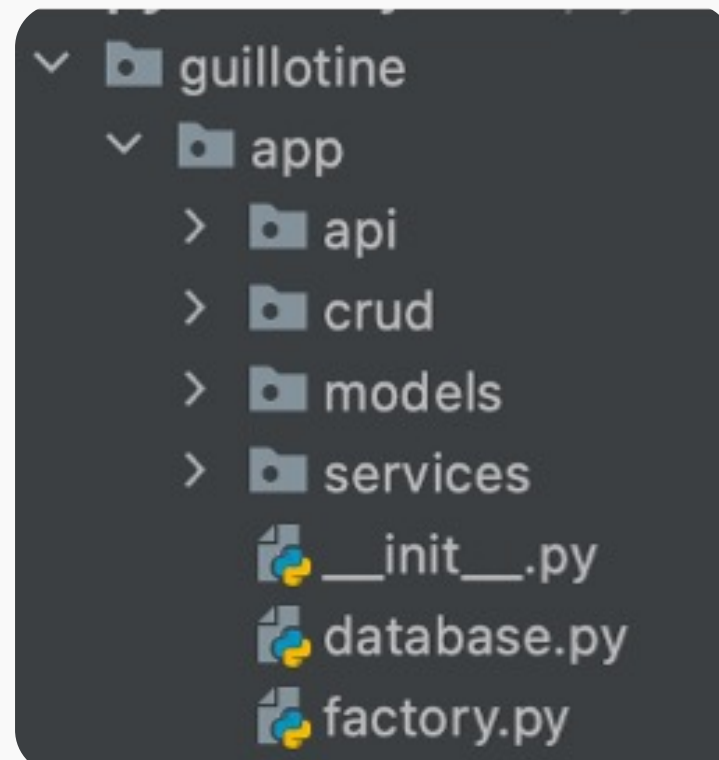 guillotine
app
api
crud
models
services
__init__.py
database.py
factory.py